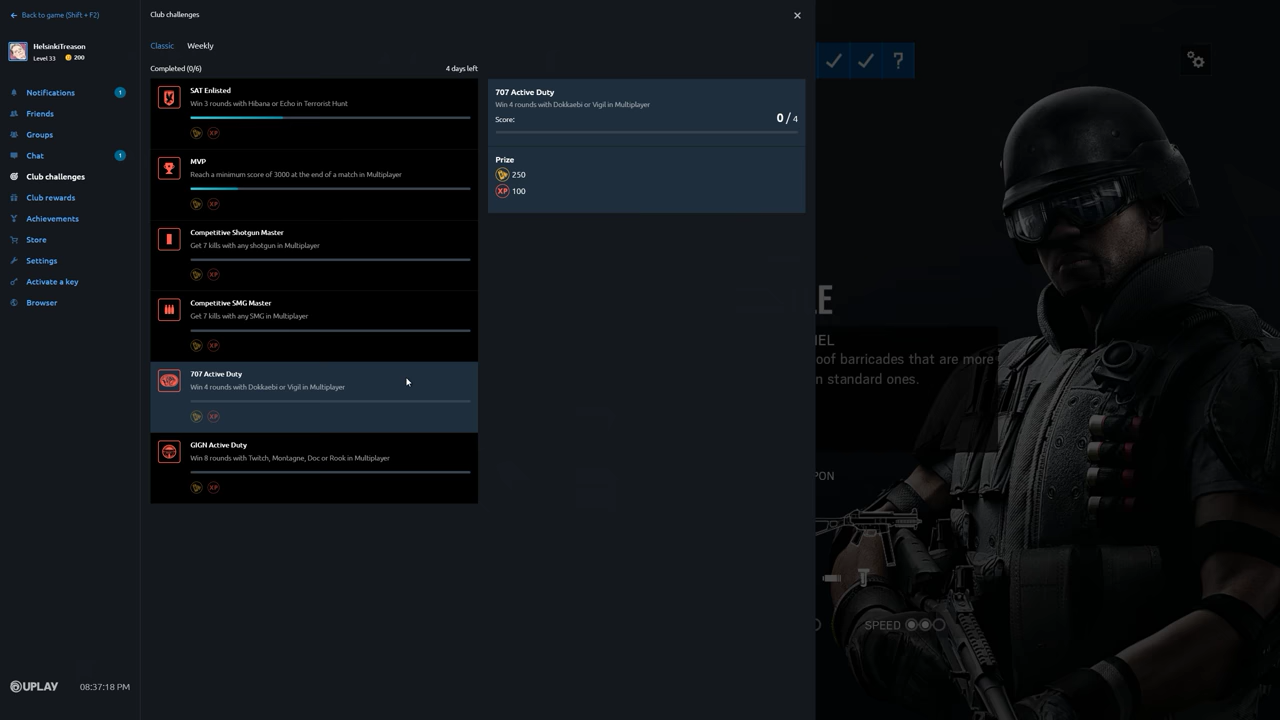 Back to game (Shift + F2)
HelsinkiTreason
Level 33 200
Notifications 1
Friends
Groups
Chat 1
Club challenges
Club rewards
Achievements
Store
Settings
Activate a key
Browser
UPLAY 08:37:18 PM
Club challenges
Classic Weekly
Completed (0/6) 4 days left
SAT Enlisted
Win 3 rounds with Hibana or Echo in Terrorist Hunt
XP
MVP
Reach a minimum score of 3000 at the end of a match in Multiplayer
XP
Competitive Shotgun Master
Get 7 kills with any shotgun in Multiplayer
XP
Competitive SMG Master
Get 7 kills with any SMG in Multiplayer
XP
707 Active Duty
Win 4 rounds with Dokkaebi or Vigil in Multiplayer
XP
GIGN Active Duty
Win 8 rounds with Twitch, Montagne, Doc or Rook in Multiplayer
XP
707 Active Duty
Win 4 rounds with Dokkaebi or Vigil in Multiplayer
Score: 0 / 4
Prize
250
XP 100
?
LE
NEL
oof barricades that are more
n standard ones.
PON
SPEED